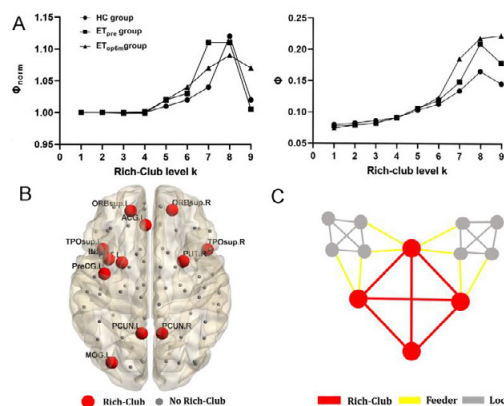 A
HC group
ETpre group
ETop6m group
Φnorm
1.15
1.10
1.05
1.00
0.95
0 1 2 3 4 5 6 7 8 9
Rich-Club level k
Φ
0.25
0.20
0.15
0.10
0.05
0 1 2 3 4 5 6 7 8 9
Rich-Club level k
B
ORBsup.L
ORBsup.R
ACG.L
TPOsup.L
TPOsup.R
PUT.R
PreCG.L
PCUN.L
PCUN.R
MOG.L
Rich-Club
No Rich-Club
C
Rich-Club
Feeder